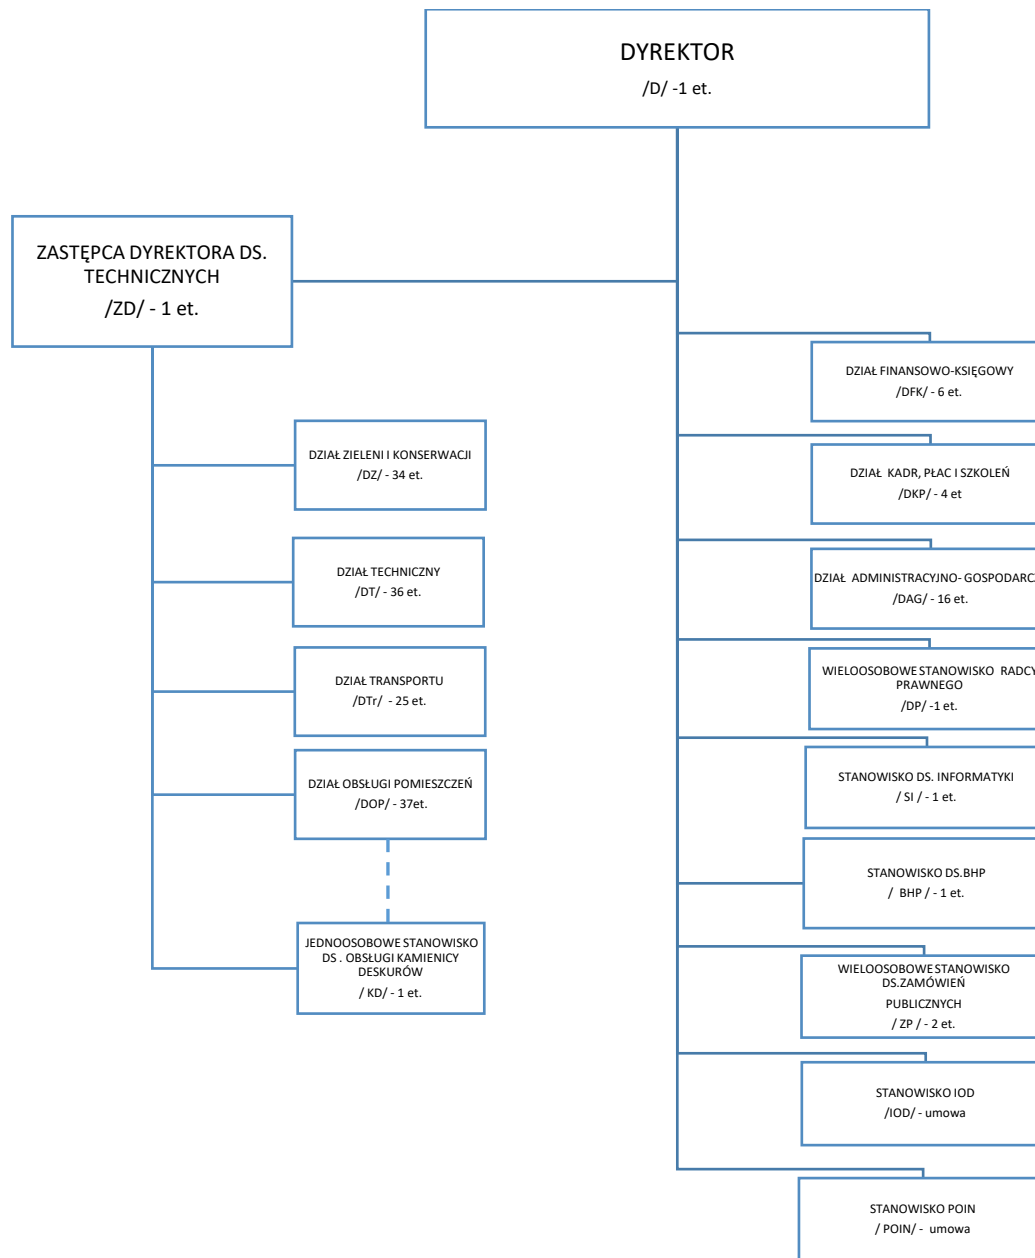 DYREKTOR
/D/ -1 et.
ZASTĘPCA DYREKTORA DS.
TECHNICZNYCH
/ZD/ - 1 et.
DZIAŁ ZIELENI I KONSERWACJI
/DZ/ - 34 et.
DZIAŁ TECHNICZNY
/DT/ - 36 et.
DZIAŁ TRANSPORTU
/DTr/ - 25 et.
DZIAŁ OBSŁUGI POMIESZCZEŃ
/DOP/ - 37et.
JEDNOOSOBOWE STANOWISKO
DS . OBSŁUGI KAMIENICY
DESKURÓW
/ KD/ - 1 et.
DZIAŁ FINANSOWO-KSIĘGOWY
/DFK/ - 6 et.
DZIAŁ KADR, PŁAC I SZKOLEŃ
/DKP/ - 4 et
DZIAŁ ADMINISTRACYJNO- GOSPODARCZ
/DAG/ - 16 et.
WIELOOSOBOWE STANOWISKO RADCY
PRAWNEGO
/DP/ -1 et.
STANOWISKO DS. INFORMATYKI
/ SI / - 1 et.
STANOWISKO DS.BHP
/ BHP / - 1 et.
WIELOOSOBOWE STANOWISKO
DS.ZAMÓWIEŃ
PUBLICZNYCH
/ ZP / - 2 et.
STANOWISKO IOD
/IOD/ - umowa
STANOWISKO POIN
/ POIN/ - umowa